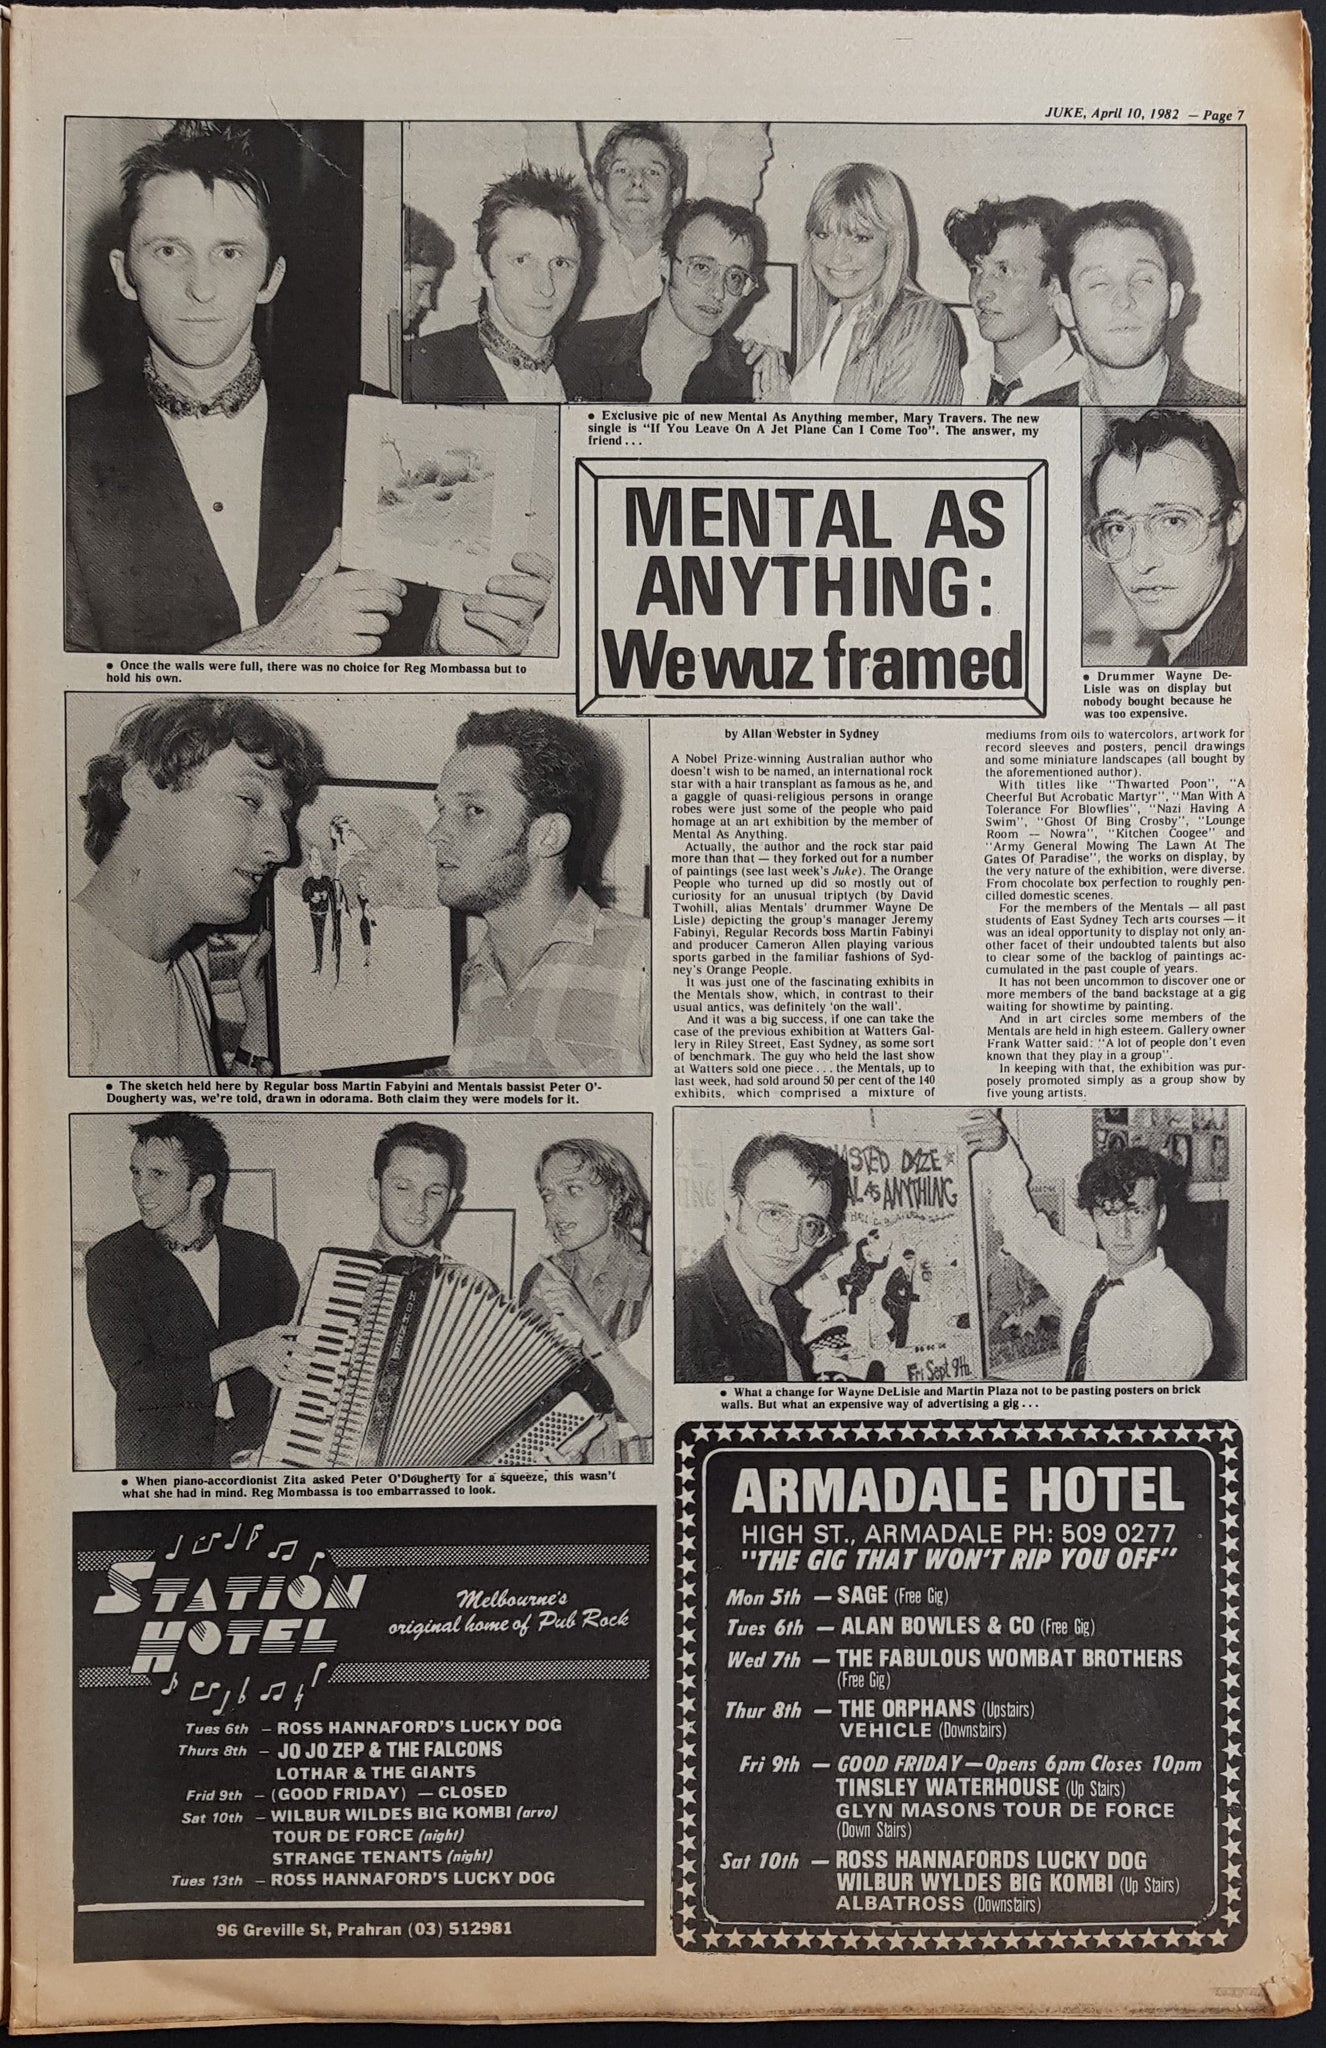 JUKE, April 10, 1982 — Page 7
● Exclusive pic of new Mental As Anything member, Mary Travers. The new
single is "If You Leave On A Jet Plane Can I Come Too". The answer, my
friend ...
● Once the walls were full, there was no choice for Reg Mombassa but to
hold his own.
MENTAL AS
ANYTHING:
We wuz framed
● Drummer Wayne De-
Lisle was on display but
nobody bought because he
was too expensive.
by Allan Webster in Sydney
A Nobel Prize-winning Australian author who
doesn't wish to be named, an international rock
star with a hair transplant as famous as he, and
a gaggle of quasi-religious persons in orange
robes were just some of the people who paid
homage at an art exhibition by the member of
Mental As Anything.
Actually, the author and the rock star paid
more than that — they forked out for a number
of paintings (see last week's Juke). The Orange
People who turned up did so mostly out of
curiosity for an unusual triptych (by David
Twohill, alias Mentals' drummer Wayne De
Lisle) depicting the group's manager Jeremy
Fabinyi, Regular Records boss Martin Fabinyi
and producer Cameron Allen playing various
sports garbed in the familiar fashions of Syd-
ney's Orange People.
It was just one of the fascinating exhibits in
the Mentals show, which, in contrast to their
usual antics, was definitely 'on the wall'.
And it was a big success, if one can take the
case of the previous exhibition at Watters Gal-
lery in Riley Street, East Sydney, as some sort
of benchmark. The guy who held the last show
at Watters sold one piece ... the Mentals, up to
last week, had sold around 50 per cent of the 140
exhibits, which comprised a mixture of
mediums from oils to watercolors, artwork for
record sleeves and posters, pencil drawings
and some miniature landscapes (all bought by
the aforementioned author).
With titles like "Thwarted Poon", "A
Cheerful But Acrobatic Martyr", "Man With A
Tolerance For Blowflies", "Nazi Having A
Swim", "Ghost Of Bing Crosby", "Lounge
Room — Nowra", "Kitchen Coogee" and
"Army General Mowing The Lawn At The
Gates Of Paradise", the works on display, by
the very nature of the exhibition, were diverse.
From chocolate box perfection to roughly pen-
cilled domestic scenes.
For the members of the Mentals — all past
students of East Sydney Tech arts courses — it
was an ideal opportunity to display not only an-
other facet of their undoubted talents but also
to clear some of the backlog of paintings ac-
cumulated in the past couple of years.
It has not been uncommon to discover one or
more members of the band backstage at a gig
waiting for showtime by painting.
And in art circles some members of the
Mentals are held in high esteem. Gallery owner
Frank Watter said: "A lot of people don't even
known that they play in a group".
In keeping with that, the exhibition was pur-
posely promoted simply as a group show by
five young artists.
● The sketch held here by Regular boss Martin Fabyini and Mentals bassist Peter O'-
Dougherty was, we're told, drawn in odorama. Both claim they were models for it.
HOHNER
● When piano-accordionist Zita asked Peter O'Dougherty for a squeeze, this wasn't
what she had in mind. Reg Mombassa is too embarrassed to look.
STED DAZE
AL AS ANYTHING
Fri Sept 9th
● What a change for Wayne DeLisle and Martin Plaza not to be pasting posters on brick
walls. But what an expensive way of advertising a gig ...
STATION
HOTEL
Melbourne's
original home of Pub Rock
Tues 6th — ROSS HANNAFORD'S LUCKY DOG
Thurs 8th — JO JO ZEP & THE FALCONS
LOTHAR & THE GIANTS
Frid 9th — (GOOD FRIDAY) — CLOSED
Sat 10th — WILBUR WILDES BIG KOMBI (arvo)
TOUR DE FORCE (night)
STRANGE TENANTS (night)
Tues 13th — ROSS HANNAFORD'S LUCKY DOG
96 Greville St, Prahran (03) 512981
ARMADALE HOTEL
HIGH ST., ARMADALE PH: 509 0277
"THE GIG THAT WON'T RIP YOU OFF"
Mon 5th — SAGE (Free Gig)
Tues 6th — ALAN BOWLES & CO (Free Gig)
Wed 7th — THE FABULOUS WOMBAT BROTHERS
(Free Gig)
Thur 8th — THE ORPHANS (Upstairs)
VEHICLE (Downstairs)
Fri 9th — GOOD FRIDAY—Opens 6pm Closes 10pm
TINSLEY WATERHOUSE (Up Stairs)
GLYN MASONS TOUR DE FORCE
(Down Stairs)
Sat 10th — ROSS HANNAFORDS LUCKY DOG
WILBUR WYLDES BIG KOMBI (Up Stairs)
ALBATROSS (Downstairs)